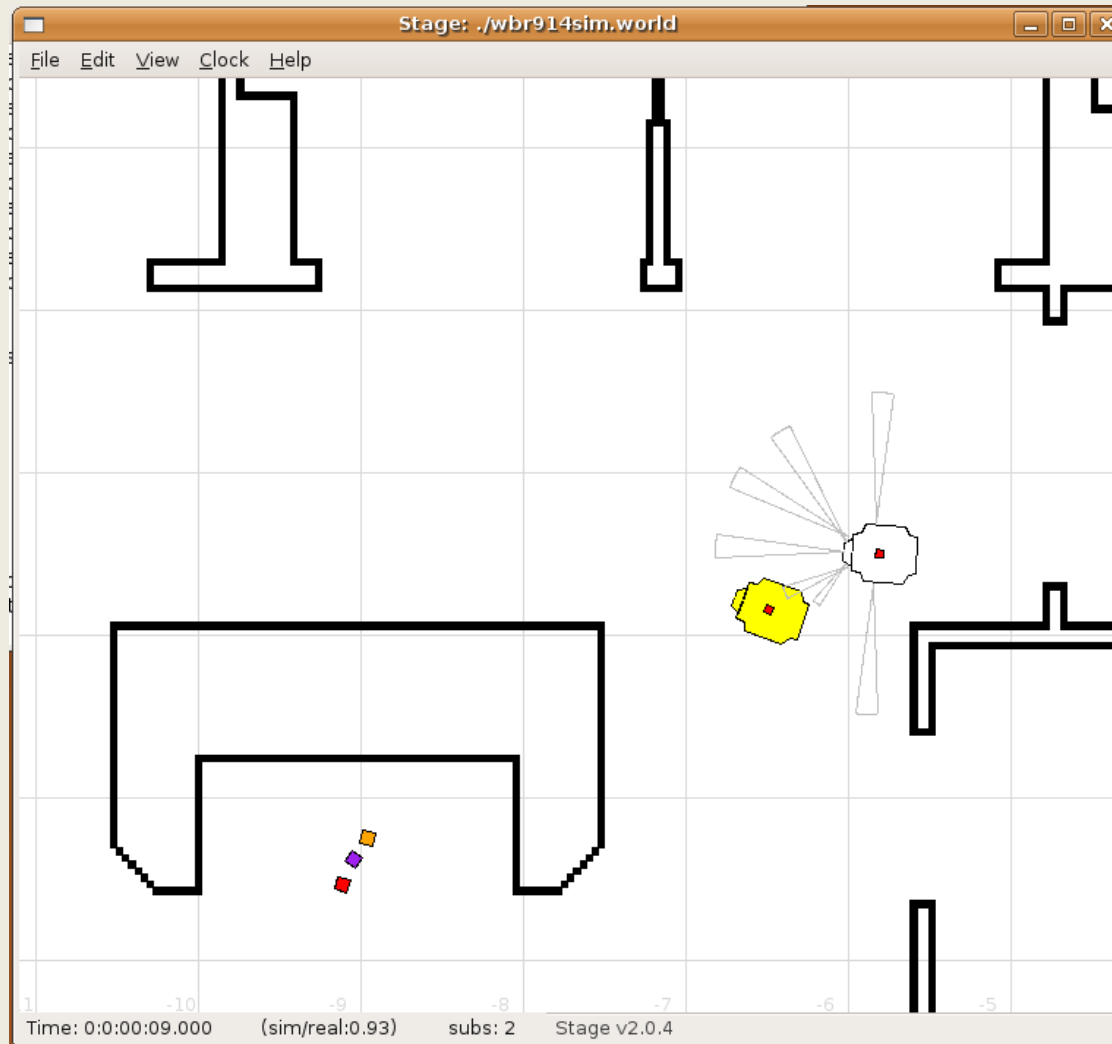 Stage: ./wbr914sim.world
File Edit View Clock Help
1 -10 -9 -8 -7 -6 -5
Time: 0:0:00:09.000 (sim/real:0.93) subs: 2 Stage v2.0.4